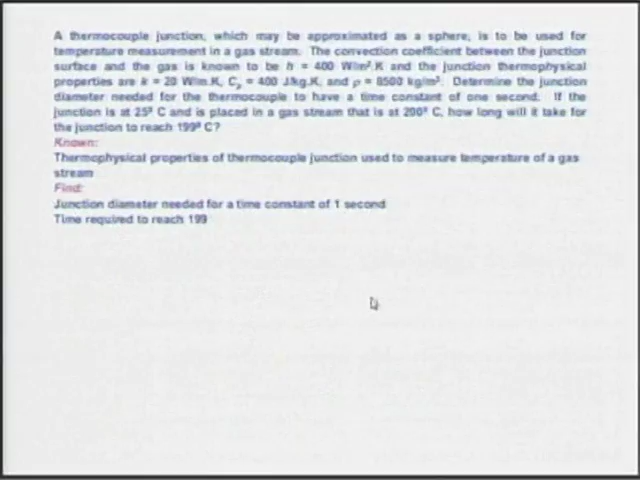 A thermocouple junction, which may be approximated as a sphere, is to be used for
temperature measurement in a gas stream. The convection coefficient between the junction
surface and the gas is known to be h = 400 W/m².K and the junction thermophysical
properties are k = 20 W/m.K, Cp = 400 J/kg.K, and ρ = 8500 kg/m³. Determine the junction
diameter needed for the thermocouple to have a time constant of one second. If the
junction is at 25⁰ C and is placed in a gas stream that is at 200⁰ C, how long will it take for
the junction to reach 199⁰ C?
Known:
Thermophysical properties of thermocouple junction used to measure temperature of a gas
stream
Find:
Junction diameter needed for a time constant of 1 second
Time required to reach 199